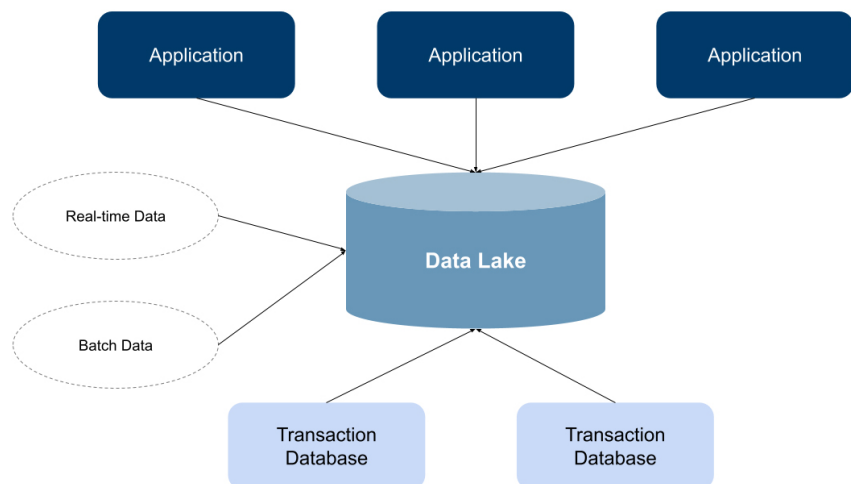 Application
Application
Application
Real-time Data
Data Lake
Batch Data
Transaction
Database
Transaction
Database